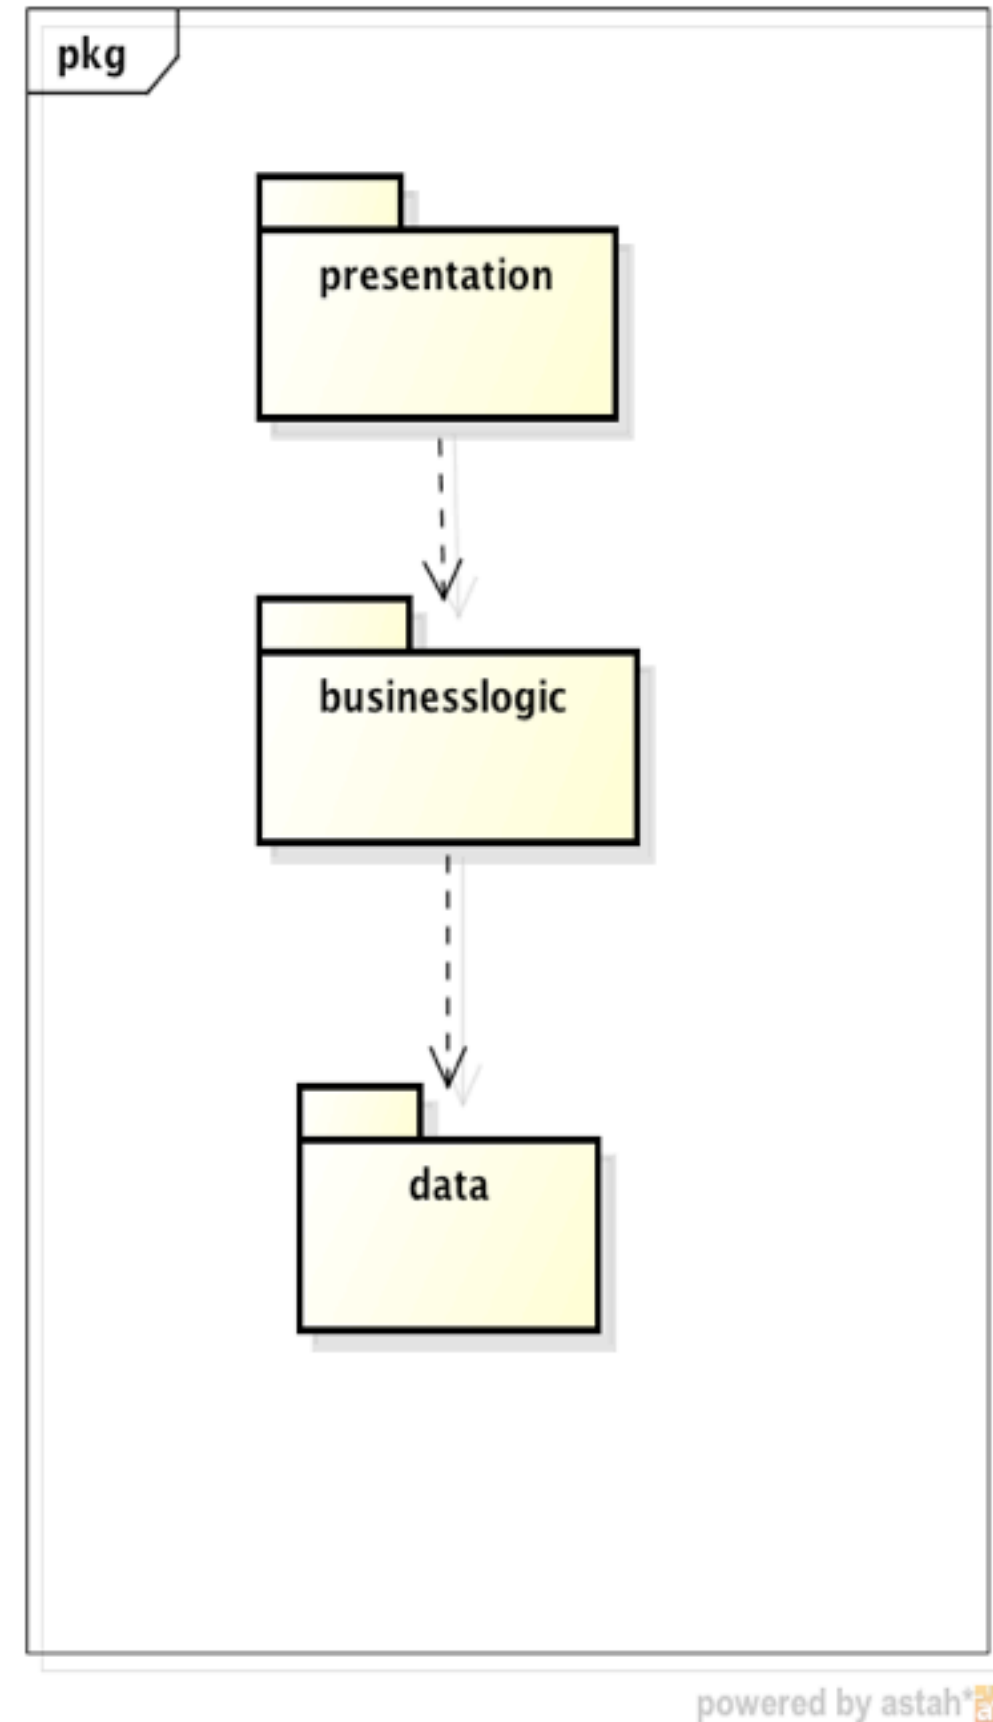 pkg
presentation
businesslogic
data
powered by astah*